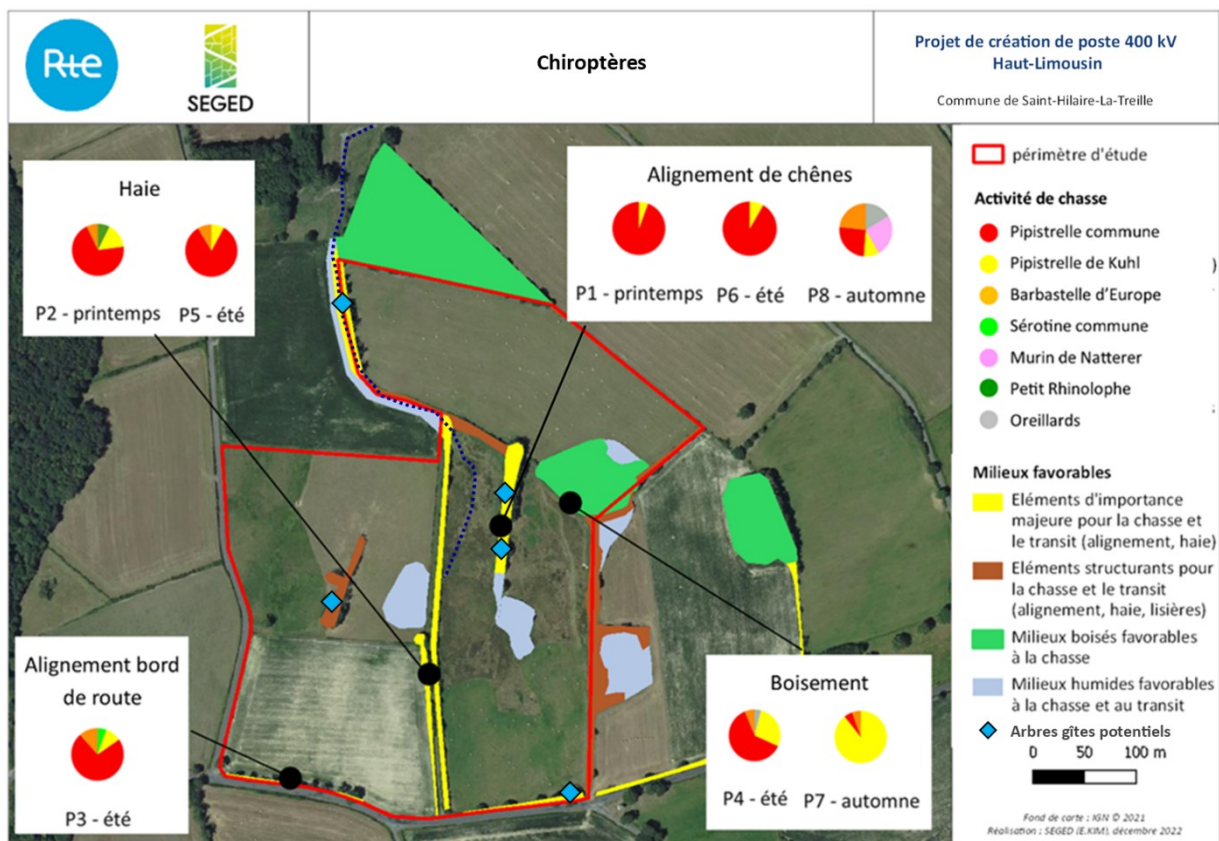 Rte
SEGED
Chiroptères
Projet de création de poste 400 kV
Haut-Limousin
Commune de Saint-Hilaire-La-Treille
Haie
P2 - printemps
P5 - été
Alignement de chênes
P1 - printemps
P6 - été
P8 - automne
Alignement bord
de route
P3 - été
Boisement
P4 - été
P7 - automne
périmètre d'étude
Activité de chasse
Pipistrelle commune
Pipistrelle de Kuhl
)
Barbastelle d'Europe
Sérotine commune
Murin de Natterer
Petit Rhinolophe
;
Oreillards
Milieux favorables
Eléments d'importance
majeure pour la chasse et
le transit (alignement, haie)
Eléments structurants pour
la chasse et le transit
(alignement, haie, lisières)
Milieux boisés favorables
à la chasse
Milieux humides favorables
à la chasse et au transit
Arbres gîtes potentiels
0 50 100 m
Fond de carte : IGN © 2021
Réalisation : SEGED (E.KIM), décembre 2022